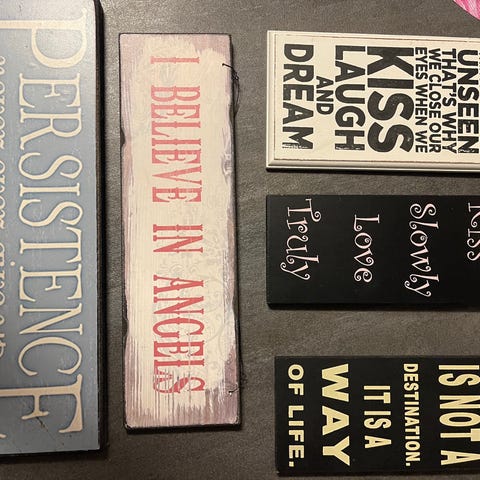 PERSISTENCE
I BELIEVE IN ANGELS
UNSEEN
THAT'S WHY
WE CLOSE OUR
EYES WHEN WE
KISS
LAUGH
AND
DREAM
Kiss
Slowly
Love
Truly
IS NOT A
DESTINATION.
IT IS A
WAY
OF LIFE.